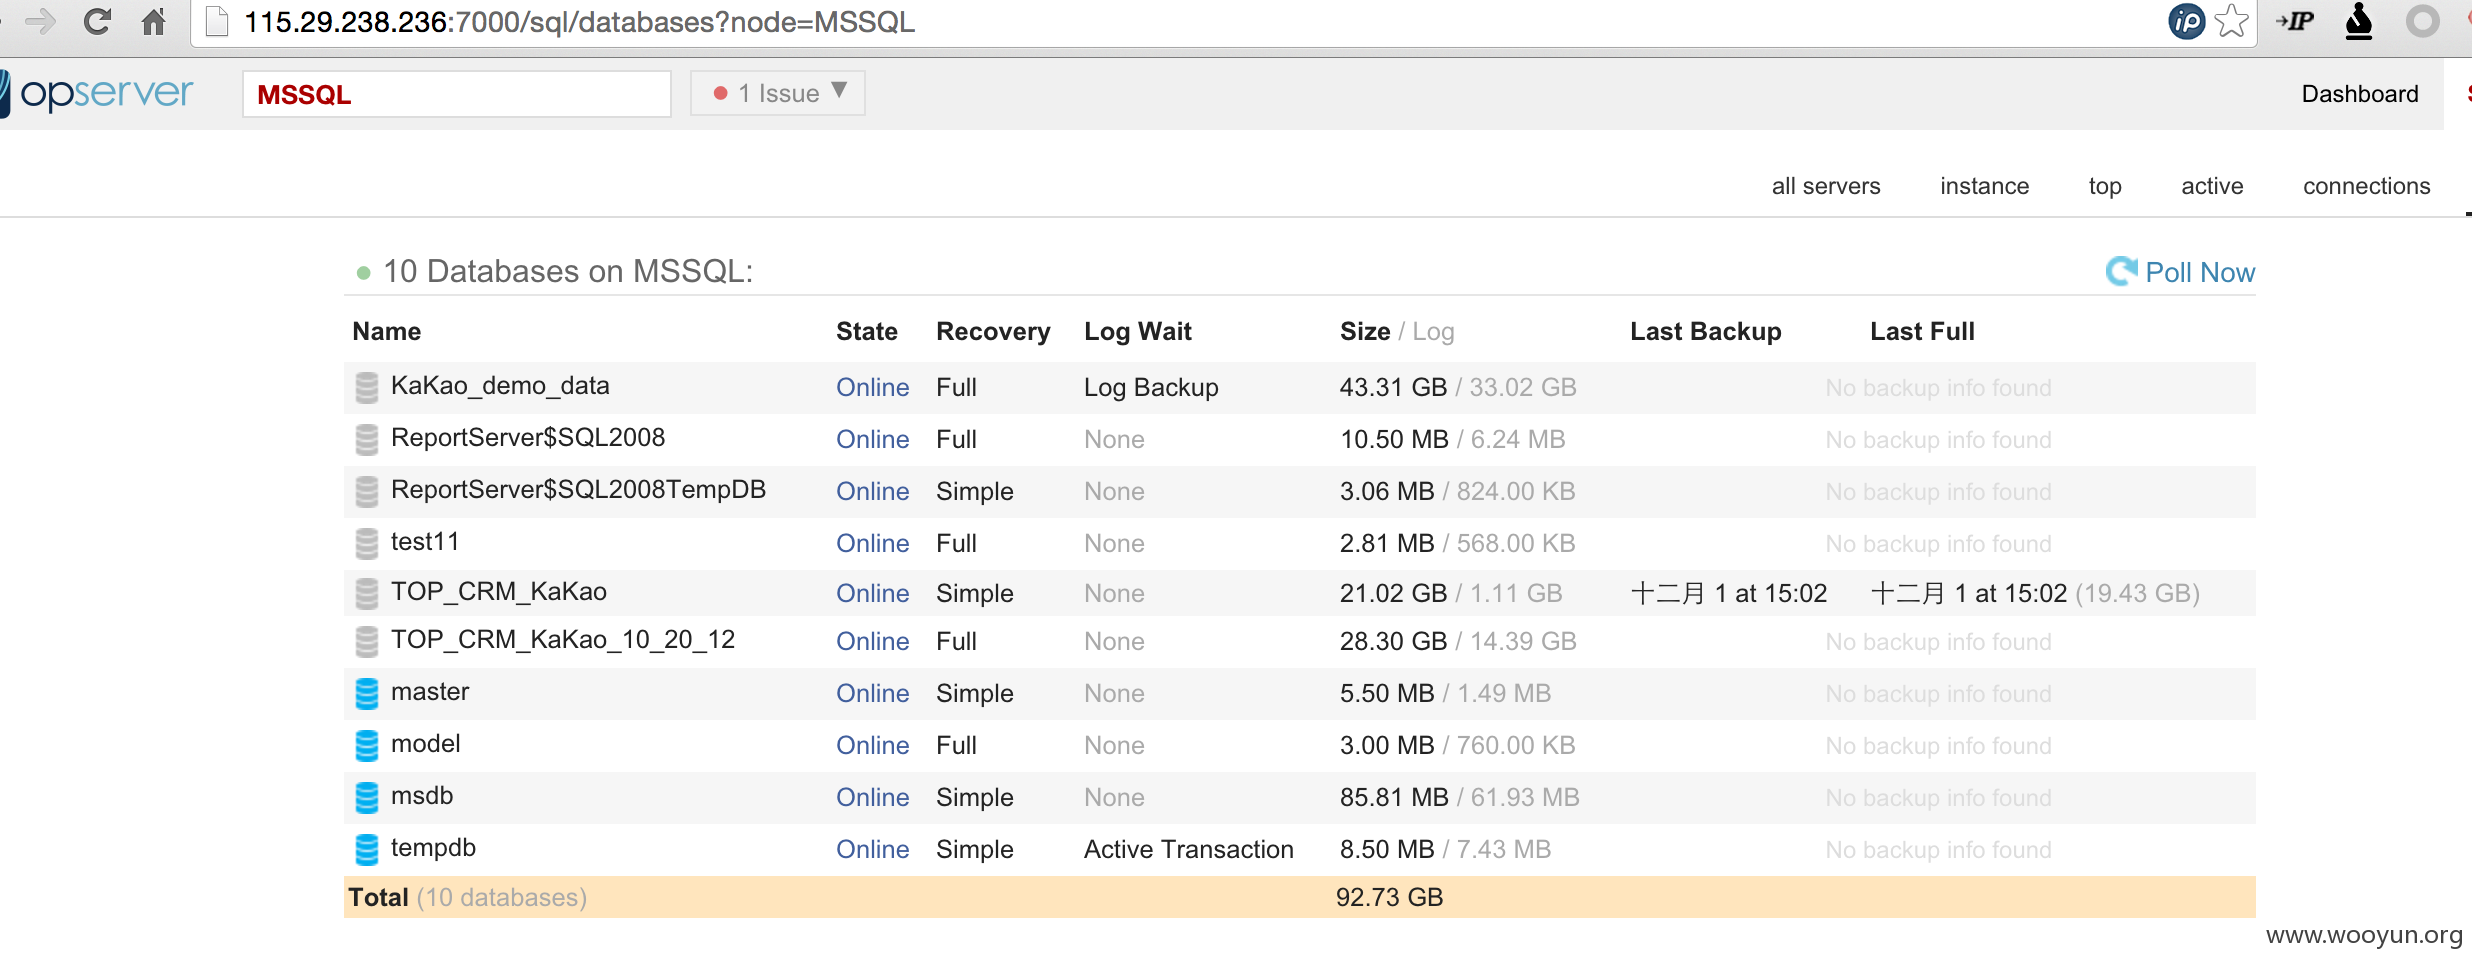 115.29.238.236:7000/sql/databases?node=MSSQL
opserver MSSQL 1 Issue ▼ Dashboard
all servers instance top active connections
10 Databases on MSSQL: Poll Now
Name State Recovery Log Wait Size / Log Last Backup Last Full
KaKao_demo_data Online Full Log Backup 43.31 GB / 33.02 GB No backup info found
ReportServer$SQL2008 Online Full None 10.50 MB / 6.24 MB No backup info found
ReportServer$SQL2008TempDB Online Simple None 3.06 MB / 824.00 KB No backup info found
test11 Online Full None 2.81 MB / 568.00 KB No backup info found
TOP_CRM_KaKao Online Simple None 21.02 GB / 1.11 GB 十二月 1 at 15:02 十二月 1 at 15:02 (19.43 GB)
TOP_CRM_KaKao_10_20_12 Online Full None 28.30 GB / 14.39 GB No backup info found
master Online Simple None 5.50 MB / 1.49 MB No backup info found
model Online Full None 3.00 MB / 760.00 KB No backup info found
msdb Online Simple None 85.81 MB / 61.93 MB No backup info found
tempdb Online Simple Active Transaction 8.50 MB / 7.43 MB No backup info found
Total (10 databases) 92.73 GB
www.wooyun.org